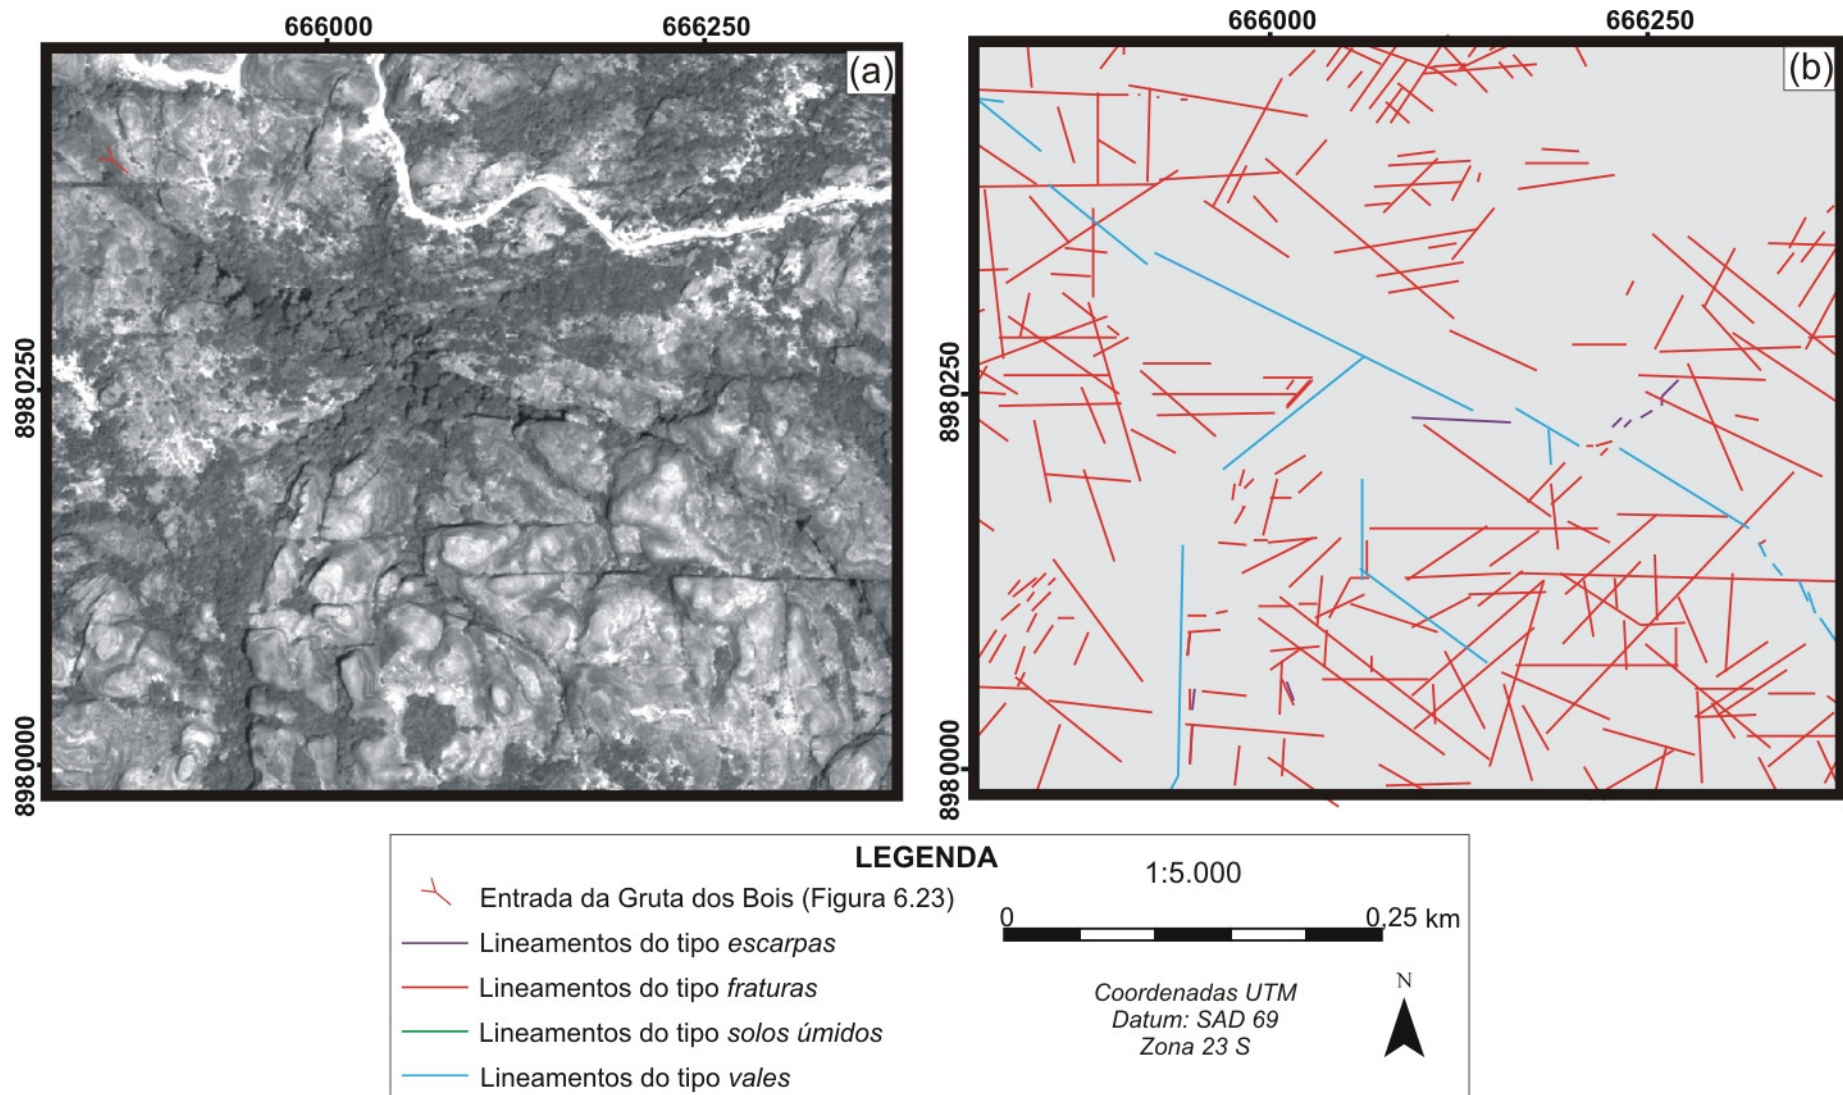 666000
666250
666000
666250
(a)
(b)
8980250
8980250
8980000
8980000
LEGENDA
Entrada da Gruta dos Bois (Figura 6.23)
Lineamentos do tipo escarpas
Lineamentos do tipo fraturas
Lineamentos do tipo solos úmidos
Lineamentos do tipo vales
1:5.000
0
0,25 km
Coordenadas UTM
Datum: SAD 69
Zona 23 S
N